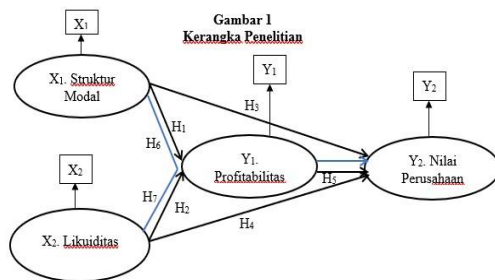 Gambar 1
Kerangka Penelitian
X1
X1. Struktur
Modal
Y1
Y2
H3
H1
H6
Y1.
Profitabilitas
Y2. Nilai
Perusahaan
H5
X2
H7
H2
H4
X2. Likuiditas